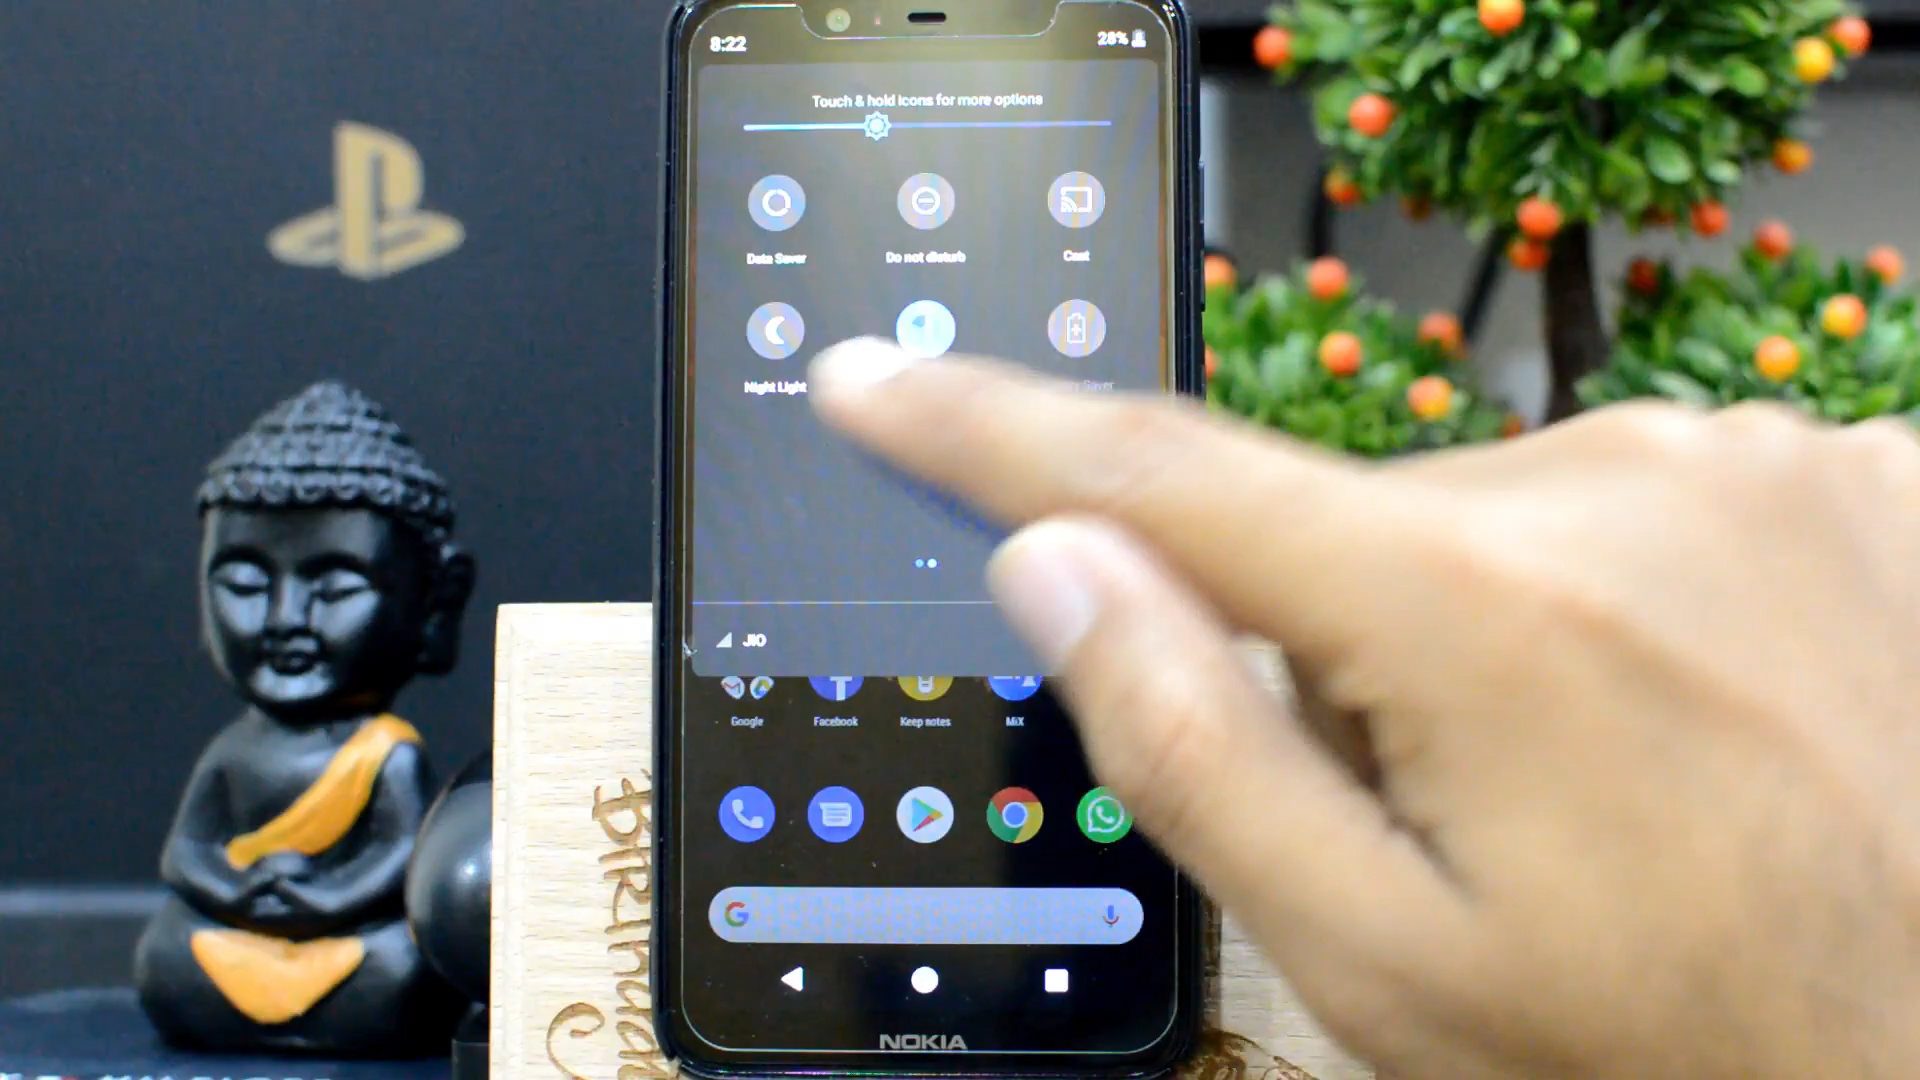 8:22
28%
Touch & hold icons for more options
Data Saver
Do not disturb
Cast
Night Light
Saver
JIO
Google
Facebook
Keep notes
MiX
NOKIA